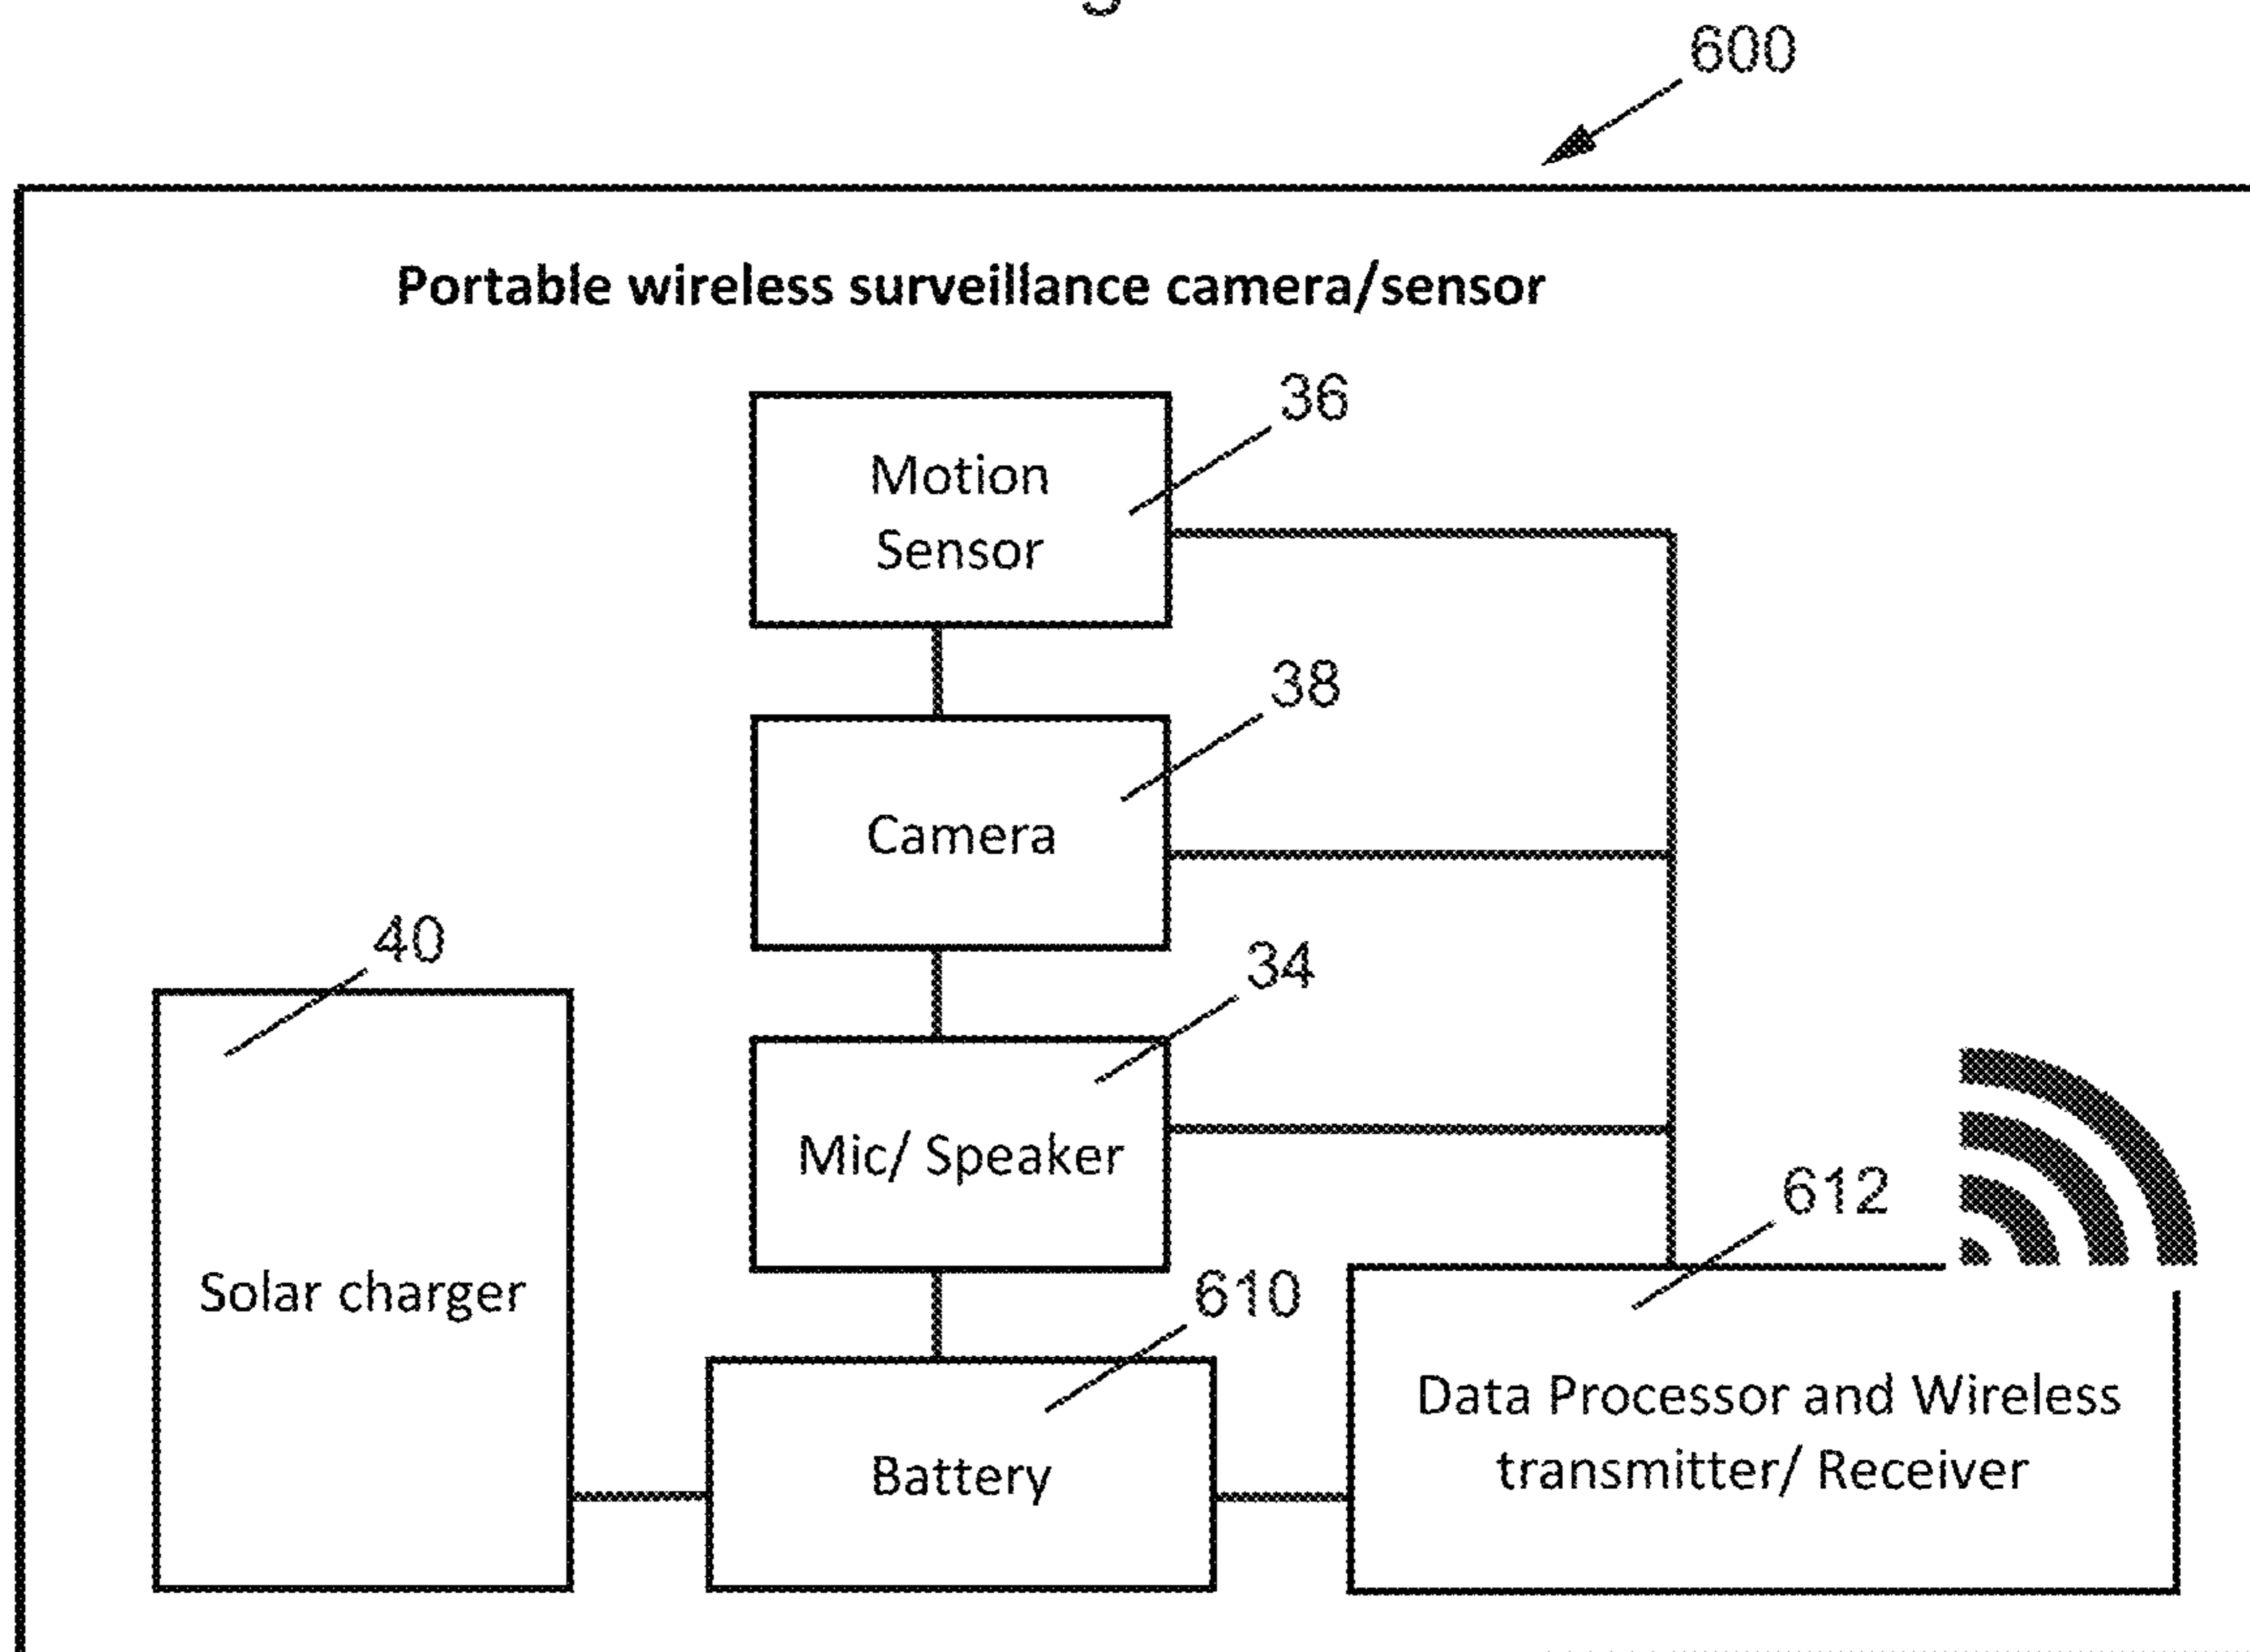 600
Portable wireless surveillance camera/sensor
36
Motion
Sensor
38
Camera
40
34
Mic/ Speaker
612
Solar charger
610
Data Processor and Wireless
transmitter/ Receiver
Battery